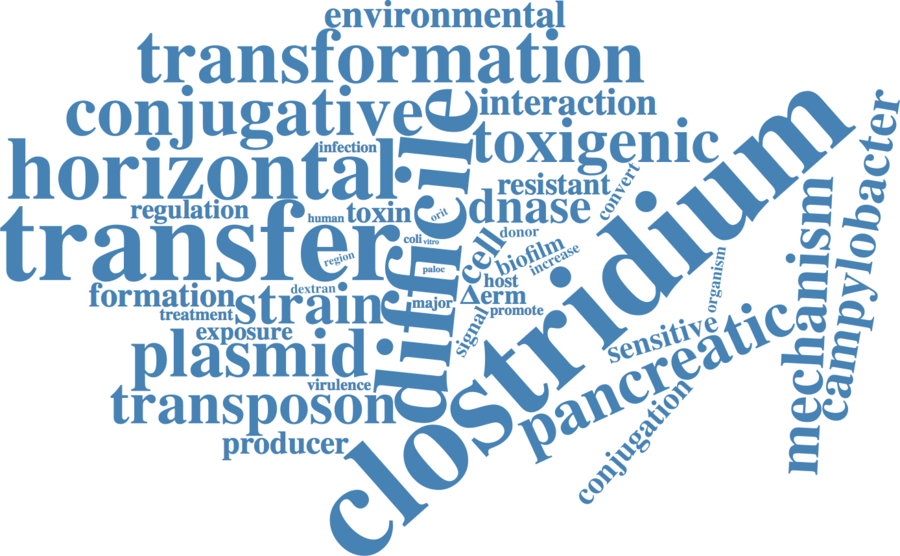 environmental
transformation
conjugative
interaction
infection
toxigenic
horizontal
difficile
resistant
convert
clostridium
campylobacter
mechanism
regulation
human
toxin
orit
dnase
transfer
coli
vitro
cell
donor
region
paloc
biofilm
increase
organism
formation
dextran
host
treatment
strain
major
Δerm
promote
exposure
signal
sensitive
plasmid
pancreatic
virulence
transposon
conjugation
producer